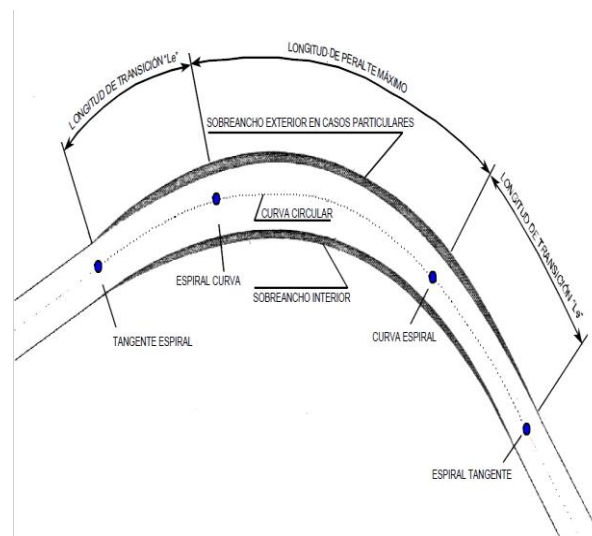 LONGITUD DE TRANSICIÓN "Le"
LONGITUD DE PERALTE MÁXIMO
SOBREANCHO EXTERIOR EN CASOS PARTICULARES
CURVA CIRCULAR
ESPIRAL CURVA
SOBREANCHO INTERIOR
TANGENTE ESPIRAL
CURVA ESPIRAL
LONGITUD DE TRANSICIÓN "Ls"
ESPIRAL TANGENTE